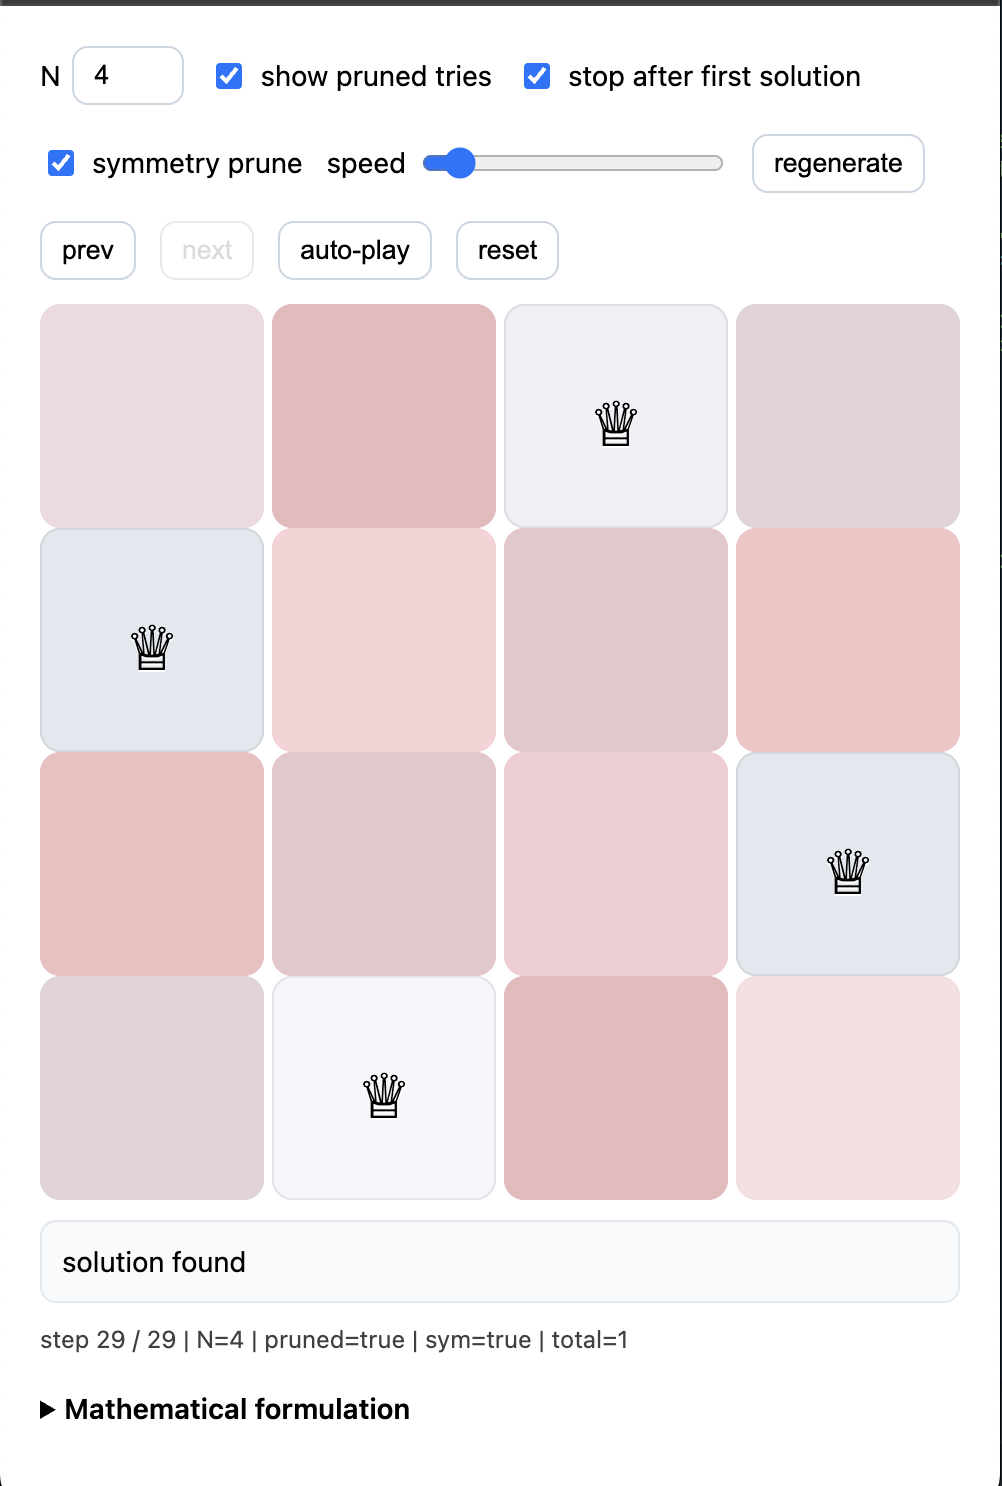 N 4 show pruned tries stop after first solution
symmetry prune speed regenerate
prev next auto-play reset
♕
♕
♕
♕
solution found
step 29 / 29 | N=4 | pruned=true | sym=true | total=1
▶ Mathematical formulation